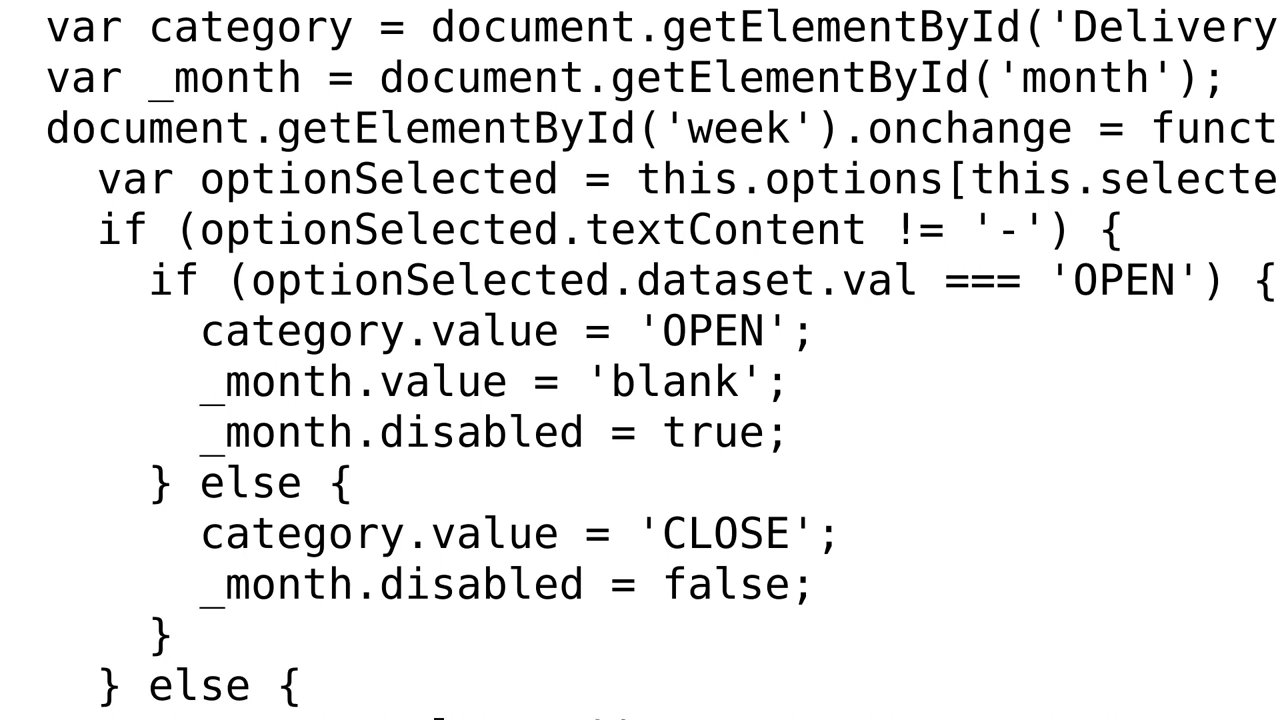 var category = document.getElementById('Delivery
var _month = document.getElementById('month');
document.getElementById('week').onchange = funct
  var optionSelected = this.options[this.selecte
  if (optionSelected.textContent != '-') {
    if (optionSelected.dataset.val === 'OPEN') {
      category.value = 'OPEN';
      _month.value = 'blank';
      _month.disabled = true;
    } else {
      category.value = 'CLOSE';
      _month.disabled = false;
    }
  } else {